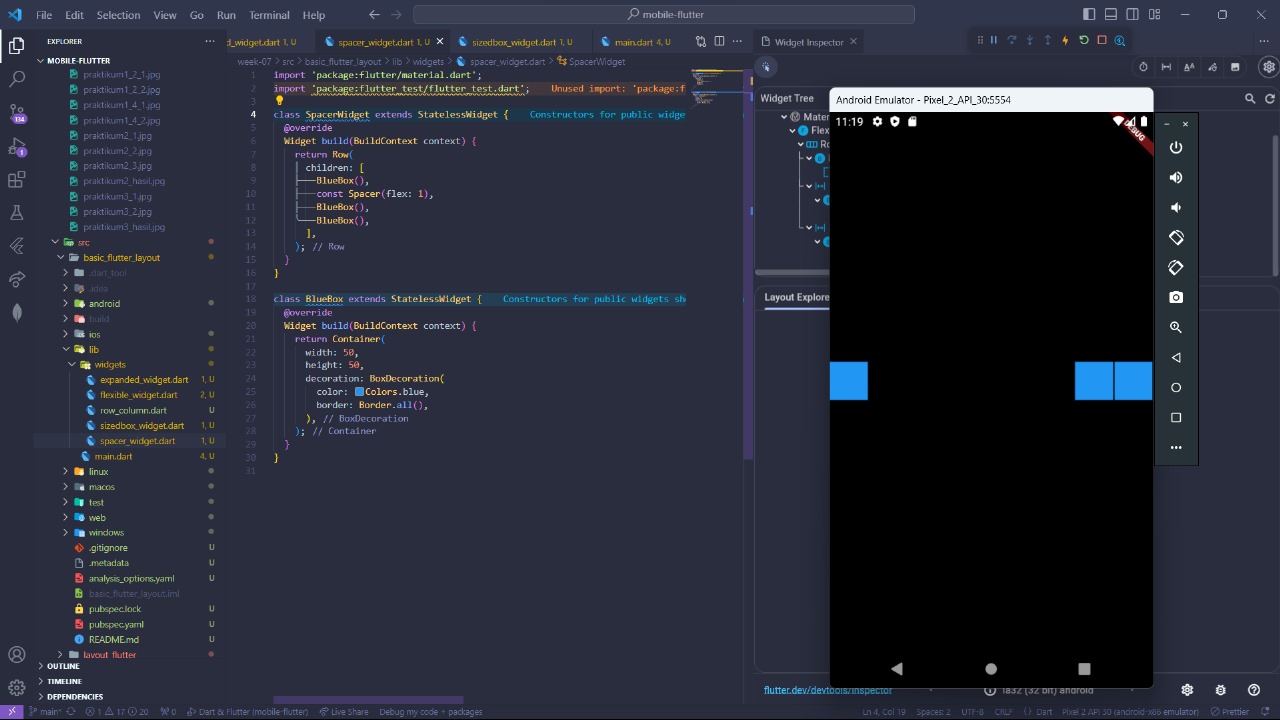 File Edit Selection View Go Run Terminal Help
mobile-flutter
EXPLORER
MOBILE-FLUTTER
praktikum1_2_1.jpg
praktikum1_2_2.jpg
praktikum1_4_1.jpg
praktikum1_4_2.jpg
praktikum2_1.jpg
praktikum2_2.jpg
praktikum2_3.jpg
praktikum2_hasil.jpg
praktikum3_1.jpg
praktikum3_2.jpg
praktikum3_hasil.jpg
src
basic_flutter_layout
.dart_tool
.idea
android
build
ios
lib
widgets
expanded_widget.dart 1, U
flexible_widget.dart 2, U
row_column.dart U
sizedbox_widget.dart 1, U
spacer_widget.dart 1, U
main.dart 4, U
linux
macos
test
web
windows
.gitignore U
.metadata U
analysis_options.yaml U
basic_flutter_layout.iml
pubspec.lock U
pubspec.yaml U
README.md U
layout_flutter
OUTLINE
TIMELINE
DEPENDENCIES
134
1
d_widget.dart 1, U
spacer_widget.dart 1, U
sizedbox_widget.dart 1, U
main.dart 4, U
week-07 > src > basic_flutter_layout > lib > widgets > spacer_widget.dart > SpacerWidget
1 import 'package:flutter/material.dart';
2 import 'package:flutter_test/flutter_test.dart'; Unused import: 'package:f
3
4 class SpacerWidget extends StatelessWidget { Constructors for public widge
5 @override
6 Widget build(BuildContext context) {
7 return Row(
8 children: [
9 BlueBox(),
10 const Spacer(flex: 1),
11 BlueBox(),
12 BlueBox(),
13 ],
14 ); // Row
15 }
16 }
17
18 class BlueBox extends StatelessWidget { Constructors for public widgets sh
19 @override
20 Widget build(BuildContext context) {
21 return Container(
22 width: 50,
23 height: 50,
24 decoration: BoxDecoration(
25 color: Colors.blue,
26 border: Border.all(),
27 ), // BoxDecoration
28 ); // Container
29 }
30 }
31
Widget Inspector
Widget Tree
Mater
Flex
Ro
Layout Explore
flutter.dev/devtools/inspector
ia32 (32 bit) android
Android Emulator - Pixel_2_API_30:5554
11:19
DEBUG
main* 1 17 20 0 Dart & Flutter (mobile-flutter) Live Share Debug my code + packages
Ln 4, Col 19 Spaces: 2 UTF-8 CRLF Dart Pixel 2 API 30 (android-x86 emulator) Prettier